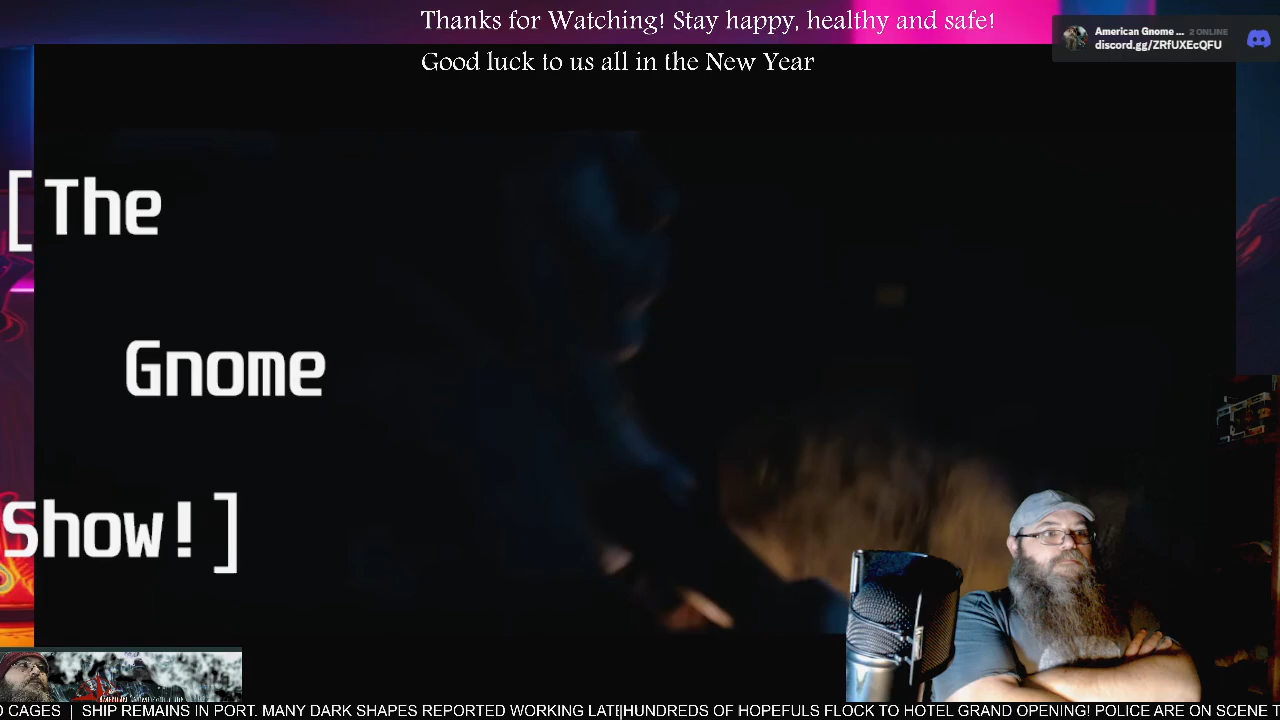 Thanks for Watching! Stay happy, healthy and safe!
Good luck to us all in the New Year
American Gnome ... 2 ONLINE
discord.gg/ZRfUXEcQFU
[The
Gnome
Show!]
CAGES | SHIP REMAINS IN PORT. MANY DARK SHAPES REPORTED WORKING LAT HUNDREDS OF HOPEFULS FLOCK TO HOTEL GRAND OPENING! POLICE ARE ON SCENE T